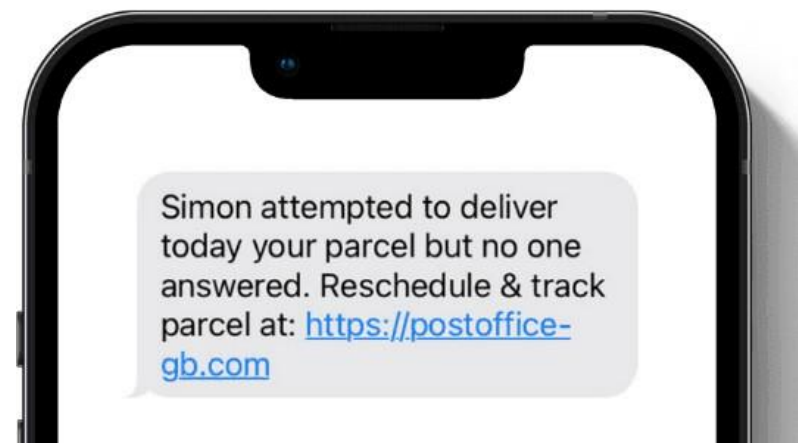 Simon attempted to deliver
today your parcel but no one
answered. Reschedule & track
parcel at: https://postoffice-
gb.com